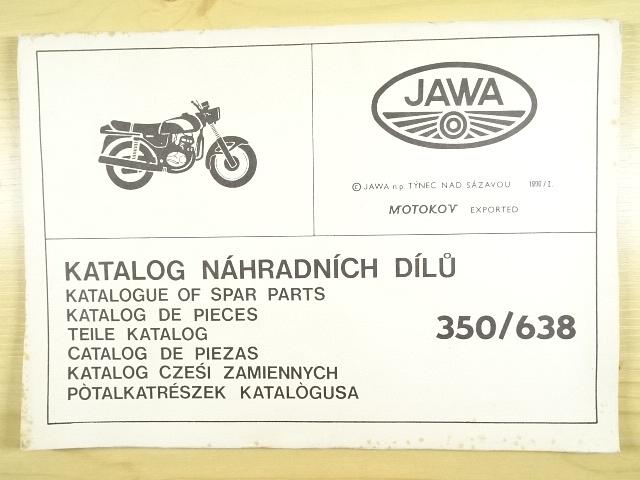 JAWA
© JAWA n.p. TÝNEC NAD SÁZAVOU 1990/I.
MOTOKOV EXPORTED
KATALOG NÁHRADNÍCH DÍLŮ
KATALOGUE OF SPAR PARTS
KATALOG DE PIECES
TEILE KATALOG
CATALOG DE PIEZAS
KATALOG CZEŚI ZAMIENNYCH
PÒTALKATRÉSZEK KATALÒGUSA
350/638